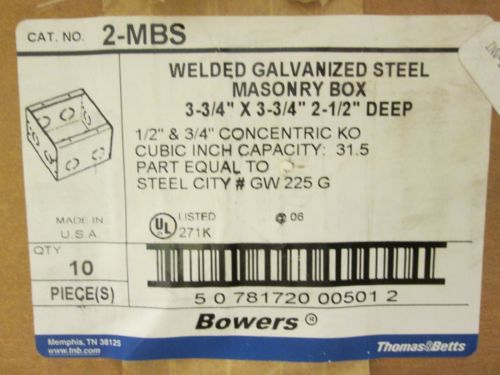 CAT. NO. 2-MBS
WELDED GALVANIZED STEEL
MASONRY BOX
3-3/4" X 3-3/4" 2-1/2" DEEP
1/2" & 3/4" CONCENTRIC KO
CUBIC INCH CAPACITY: 31.5
PART EQUAL TO
STEEL CITY # GW 225 G
MADE IN
U.S.A.
UL LISTED
271K
06
QTY
10
PIECE(S)
5 0 781720 00501 2
Bowers ®
Memphis, TN 38125
www.tnb.com
Thomas&Betts